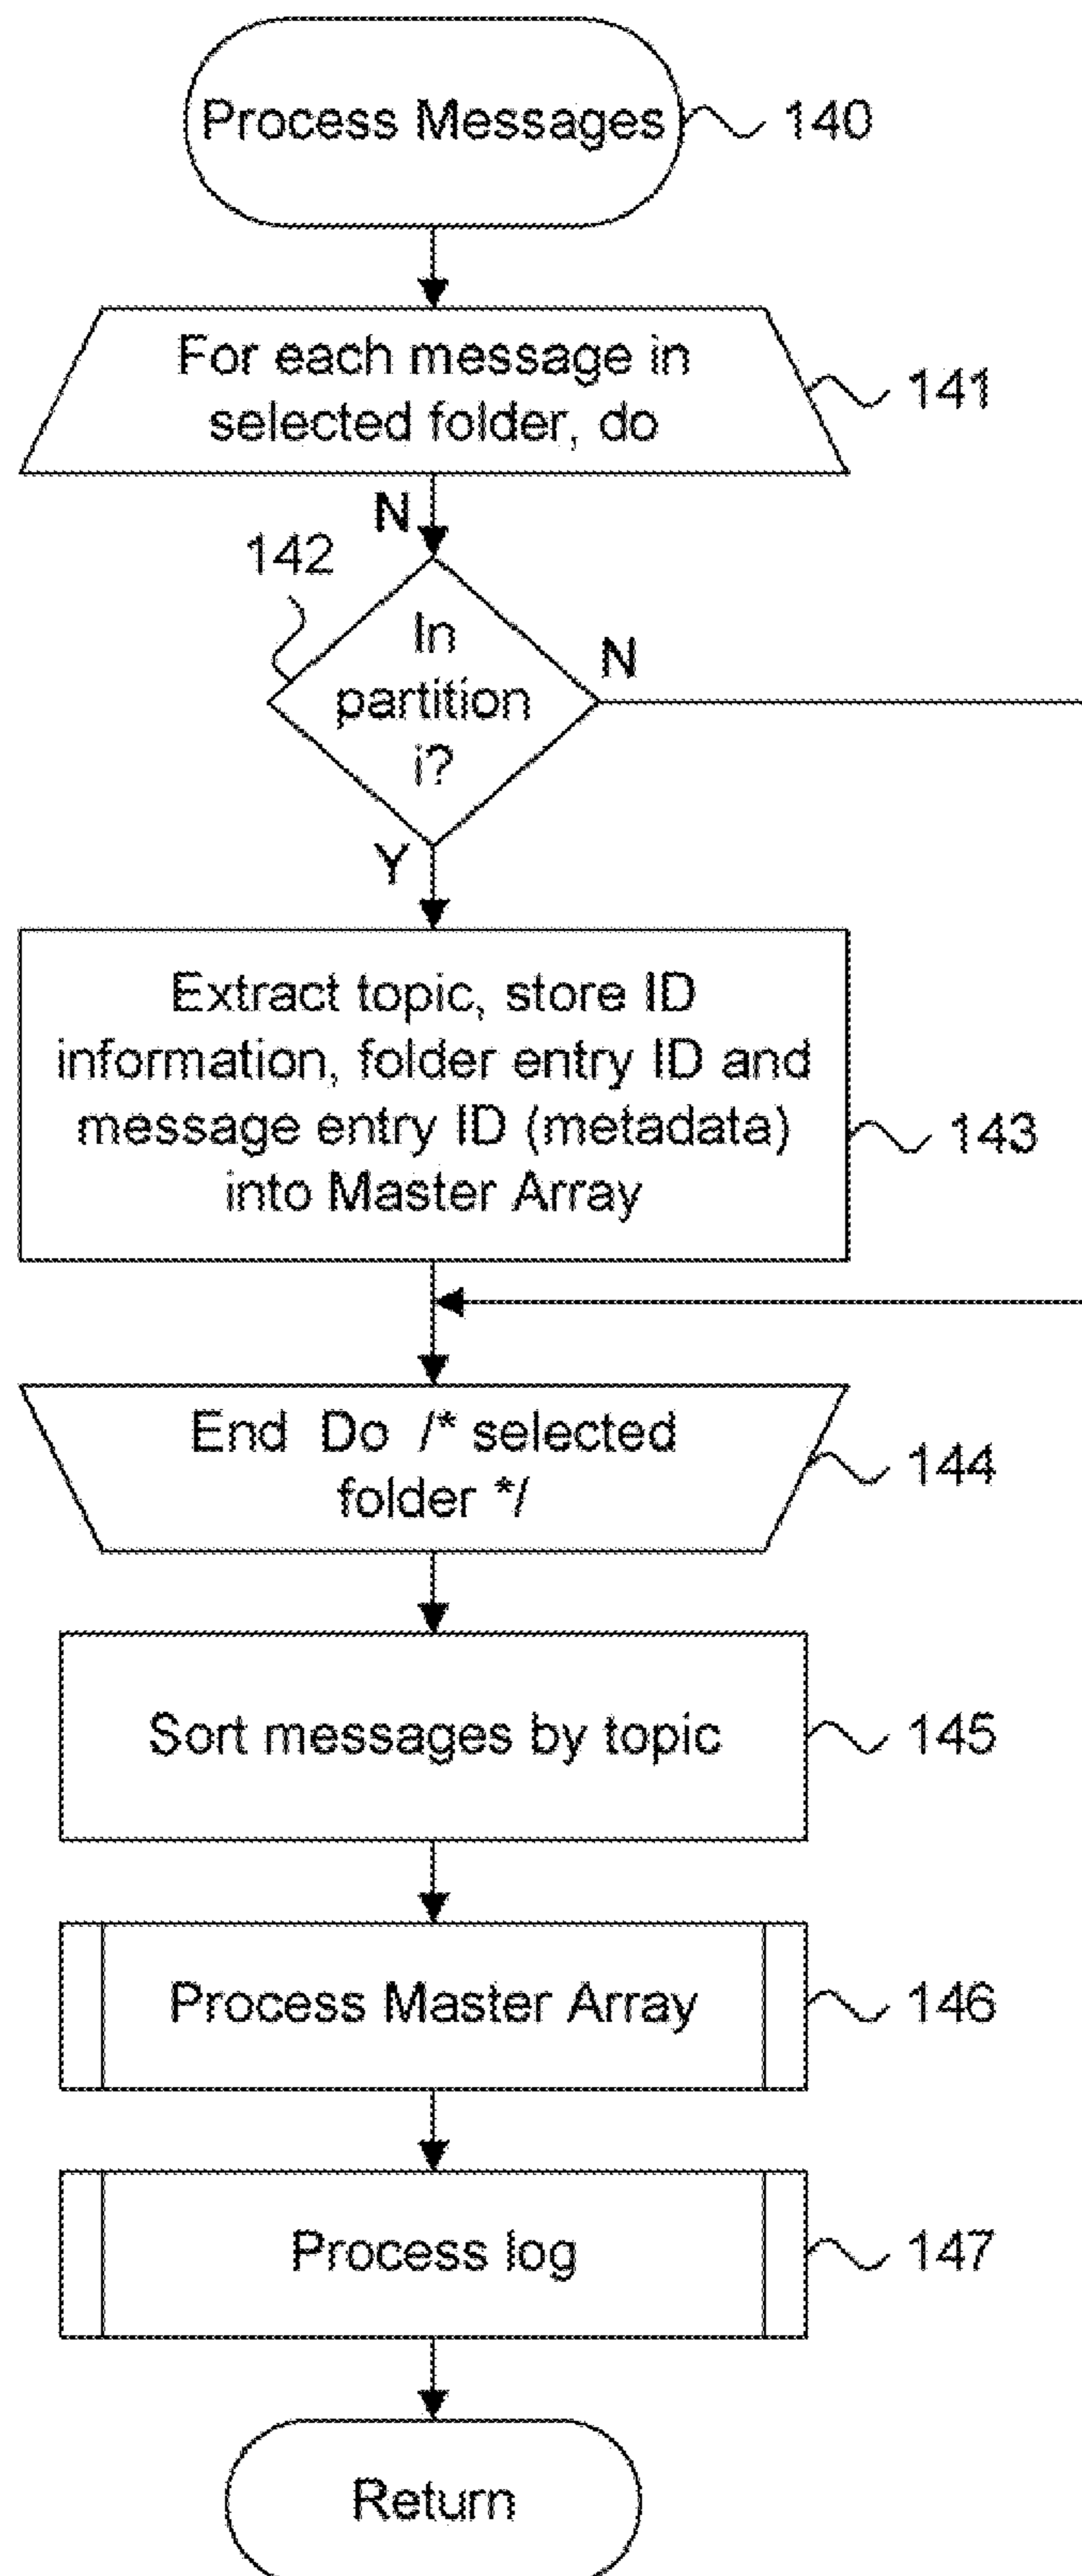 Process Messages
140
For each message in
selected folder, do
141
N
142
In
partition
i?
N
Y
Extract topic, store ID
information, folder entry ID and
message entry ID (metadata)
into Master Array
143
End Do /* selected
folder */
144
Sort messages by topic
145
Process Master Array
146
Process log
147
Return